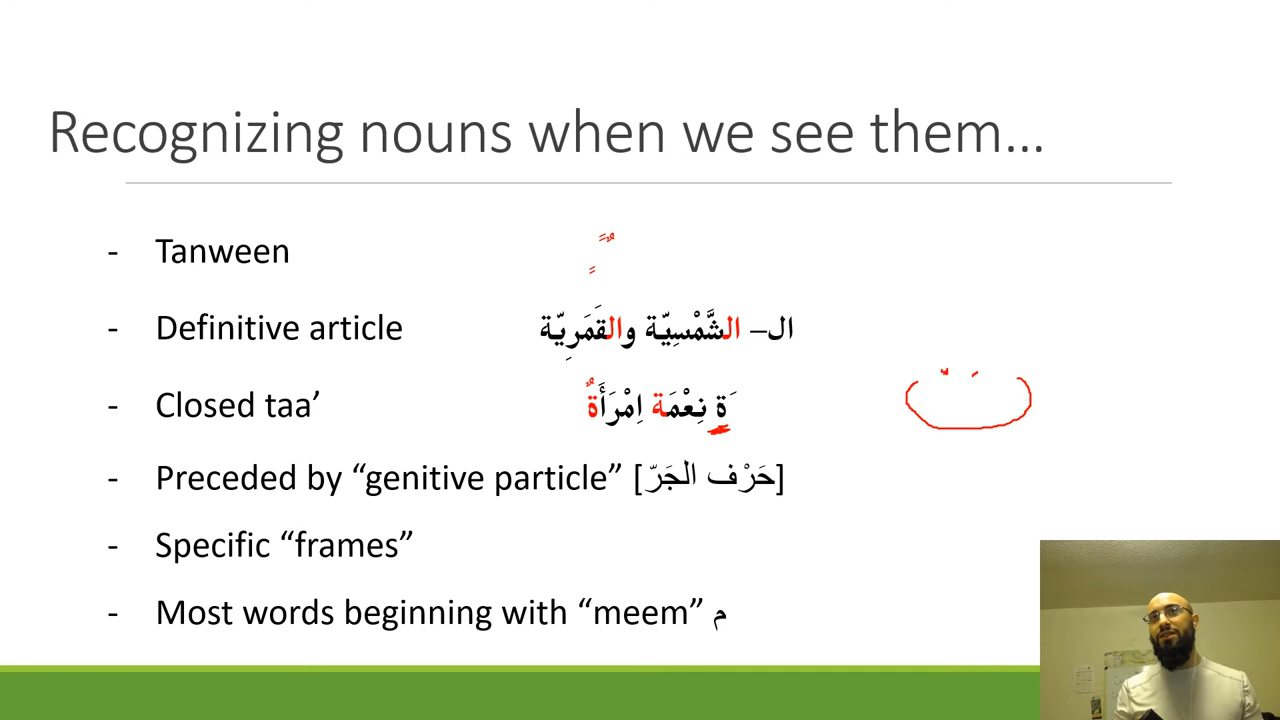 Recognizing nouns when we see them…
- Tanween ًٌ ٍ
- Definitive article ال– الشَّمْسِيّة والقَمَرِيّة
- Closed taa’ َة نِعْمَة اِمْرَأَةٌ
- Preceded by “genitive particle” [حَرْف الجَرّ]
- Specific “frames”
- Most words beginning with “meem” م